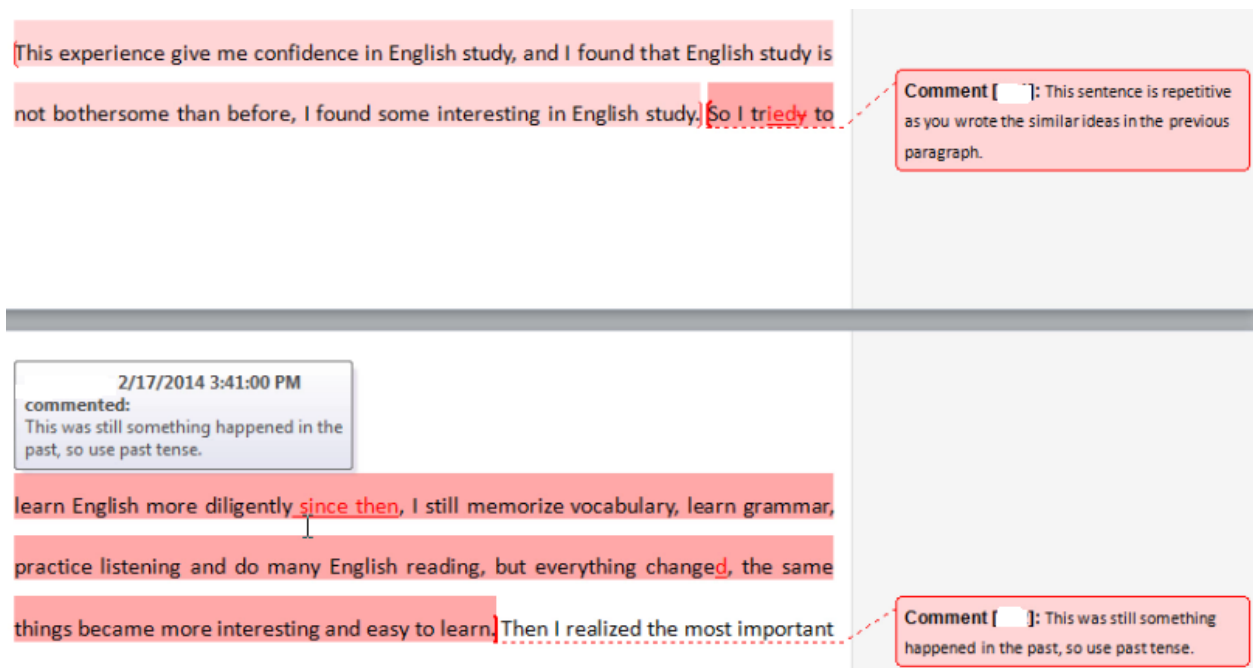 This experience give me confidence in English study, and I found that English study is
not bothersome than before, I found some interesting in English study. So I triedy to
Comment [ ]: This sentence is repetitive
as you wrote the similar ideas in the previous
paragraph.
2/17/2014 3:41:00 PM
commented:
This was still something happened in the
past, so use past tense.
learn English more diligently since then, I still memorize vocabulary, learn grammar,
practice listening and do many English reading, but everything changed, the same
things became more interesting and easy to learn. Then I realized the most important
Comment [ ]: This was still something
happened in the past, so use past tense.